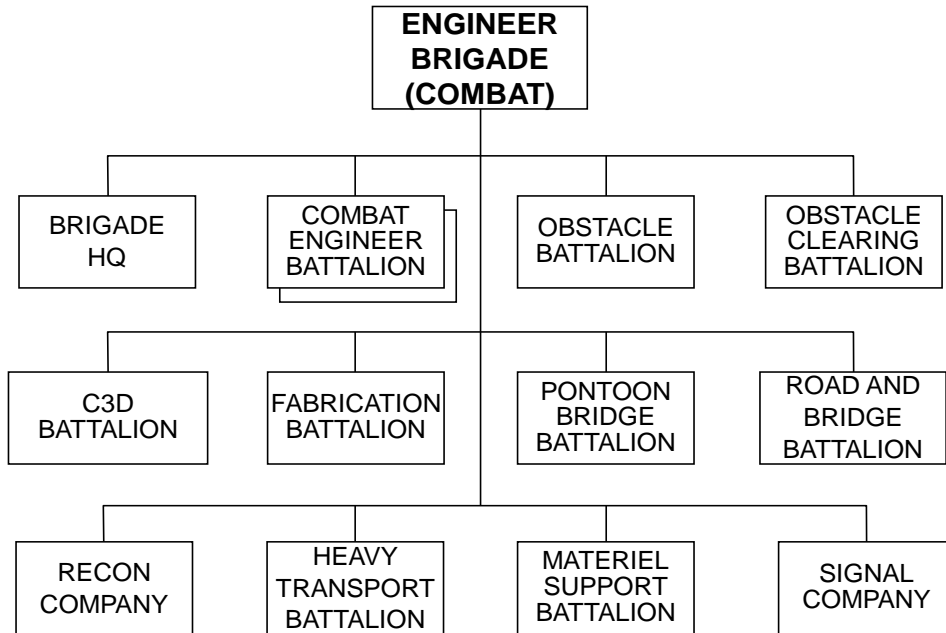 ENGINEER
BRIGADE
(COMBAT)
BRIGADE
HQ
COMBAT
ENGINEER
BATTALION
OBSTACLE
BATTALION
OBSTACLE
CLEARING
BATTALION
C3D
BATTALION
FABRICATION
BATTALION
PONTOON
BRIDGE
BATTALION
ROAD AND
BRIDGE
BATTALION
RECON
COMPANY
HEAVY
TRANSPORT
BATTALION
MATERIEL
SUPPORT
BATTALION
SIGNAL
COMPANY